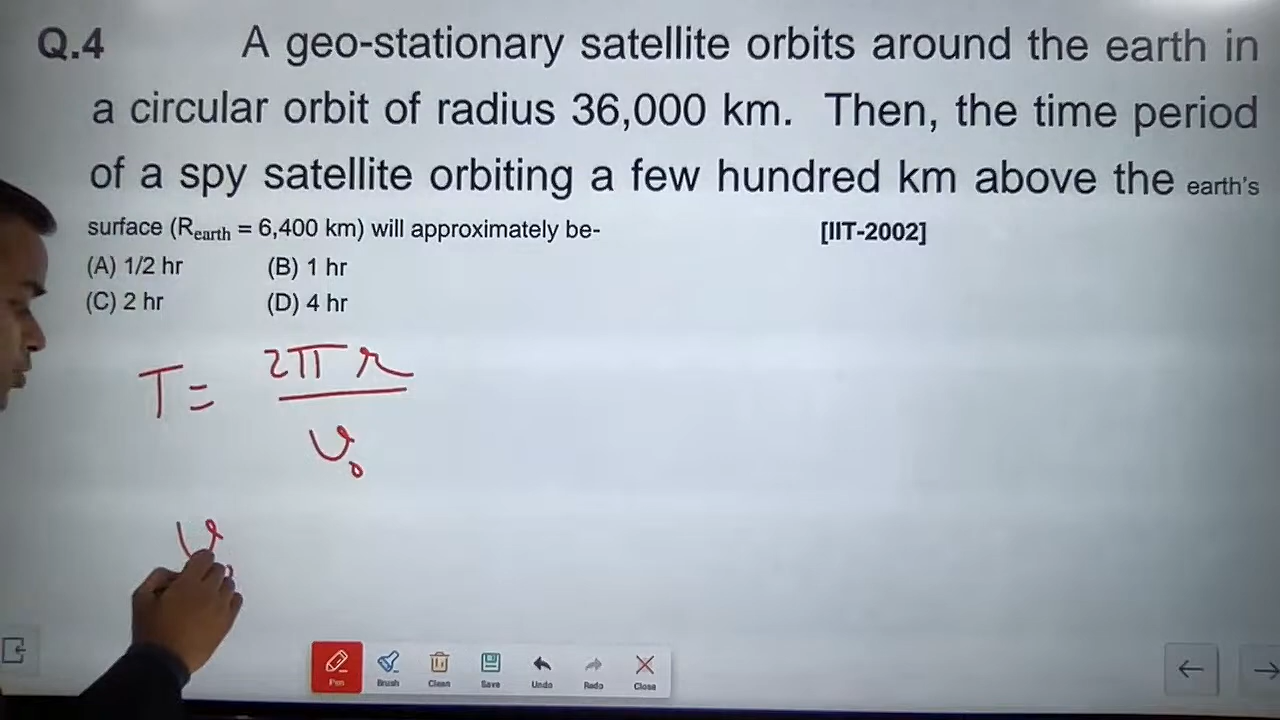 Q.4 A geo-stationary satellite orbits around the earth in
a circular orbit of radius 36,000 km. Then, the time period
of a spy satellite orbiting a few hundred km above the earth's
surface (Rearth = 6,400 km) will approximately be- [IIT-2002]
(A) 1/2 hr (B) 1 hr
(C) 2 hr (D) 4 hr
T = 2πr / v₀
v
Pen Brush Clean Save Undo Redo Close